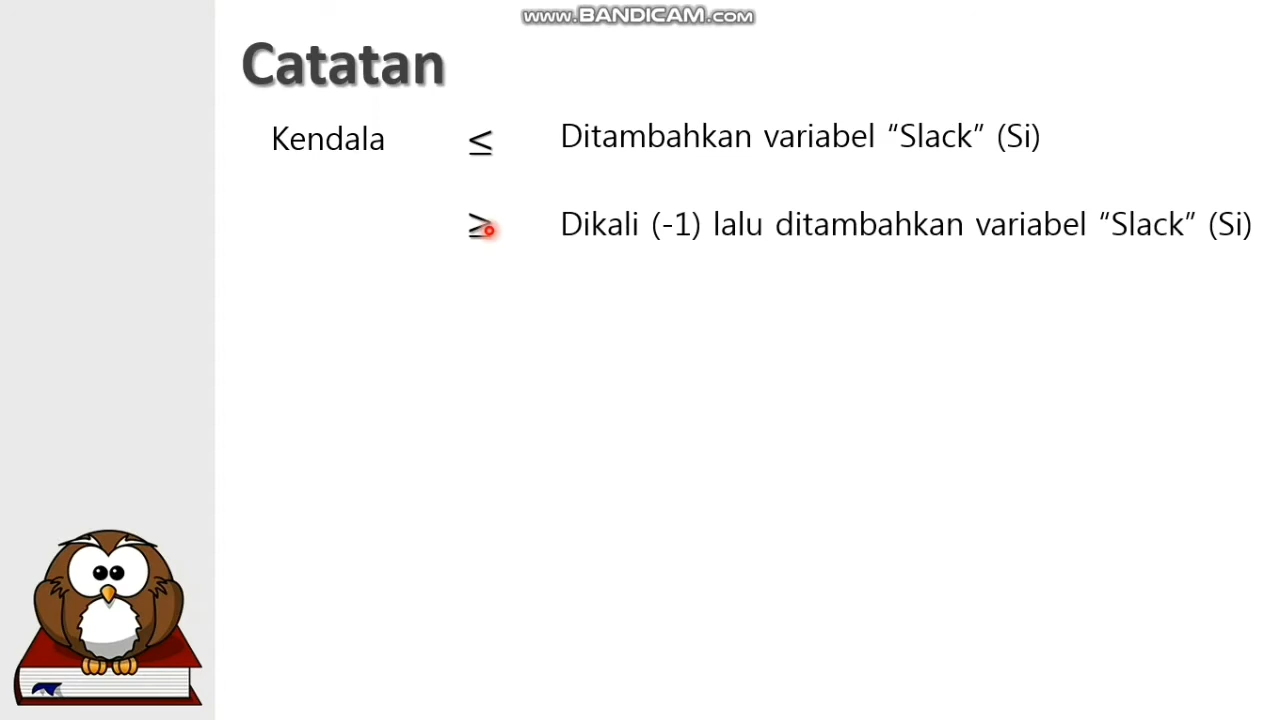 www.BANDICAM.com
Catatan
Kendala ≤ Ditambahkan variabel “Slack” (Si)
≥ Dikali (-1) lalu ditambahkan variabel “Slack” (Si)